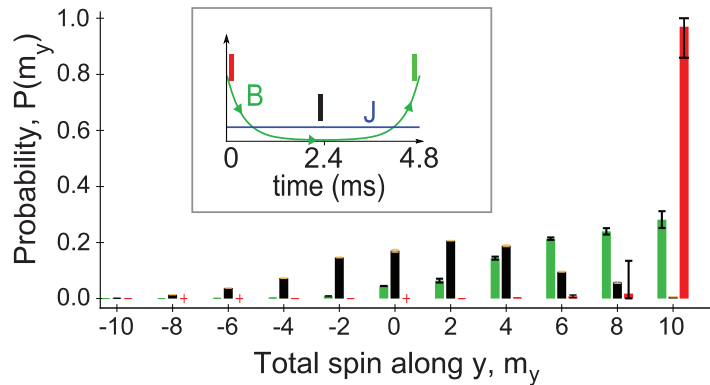 Probability, P(m_y)
1.0
0.8
0.6
0.4
0.2
0.0
B
J
0 2.4 4.8
time (ms)
-10 -8 -6 -4 -2 0 2 4 6 8 10
Total spin along y, m_y